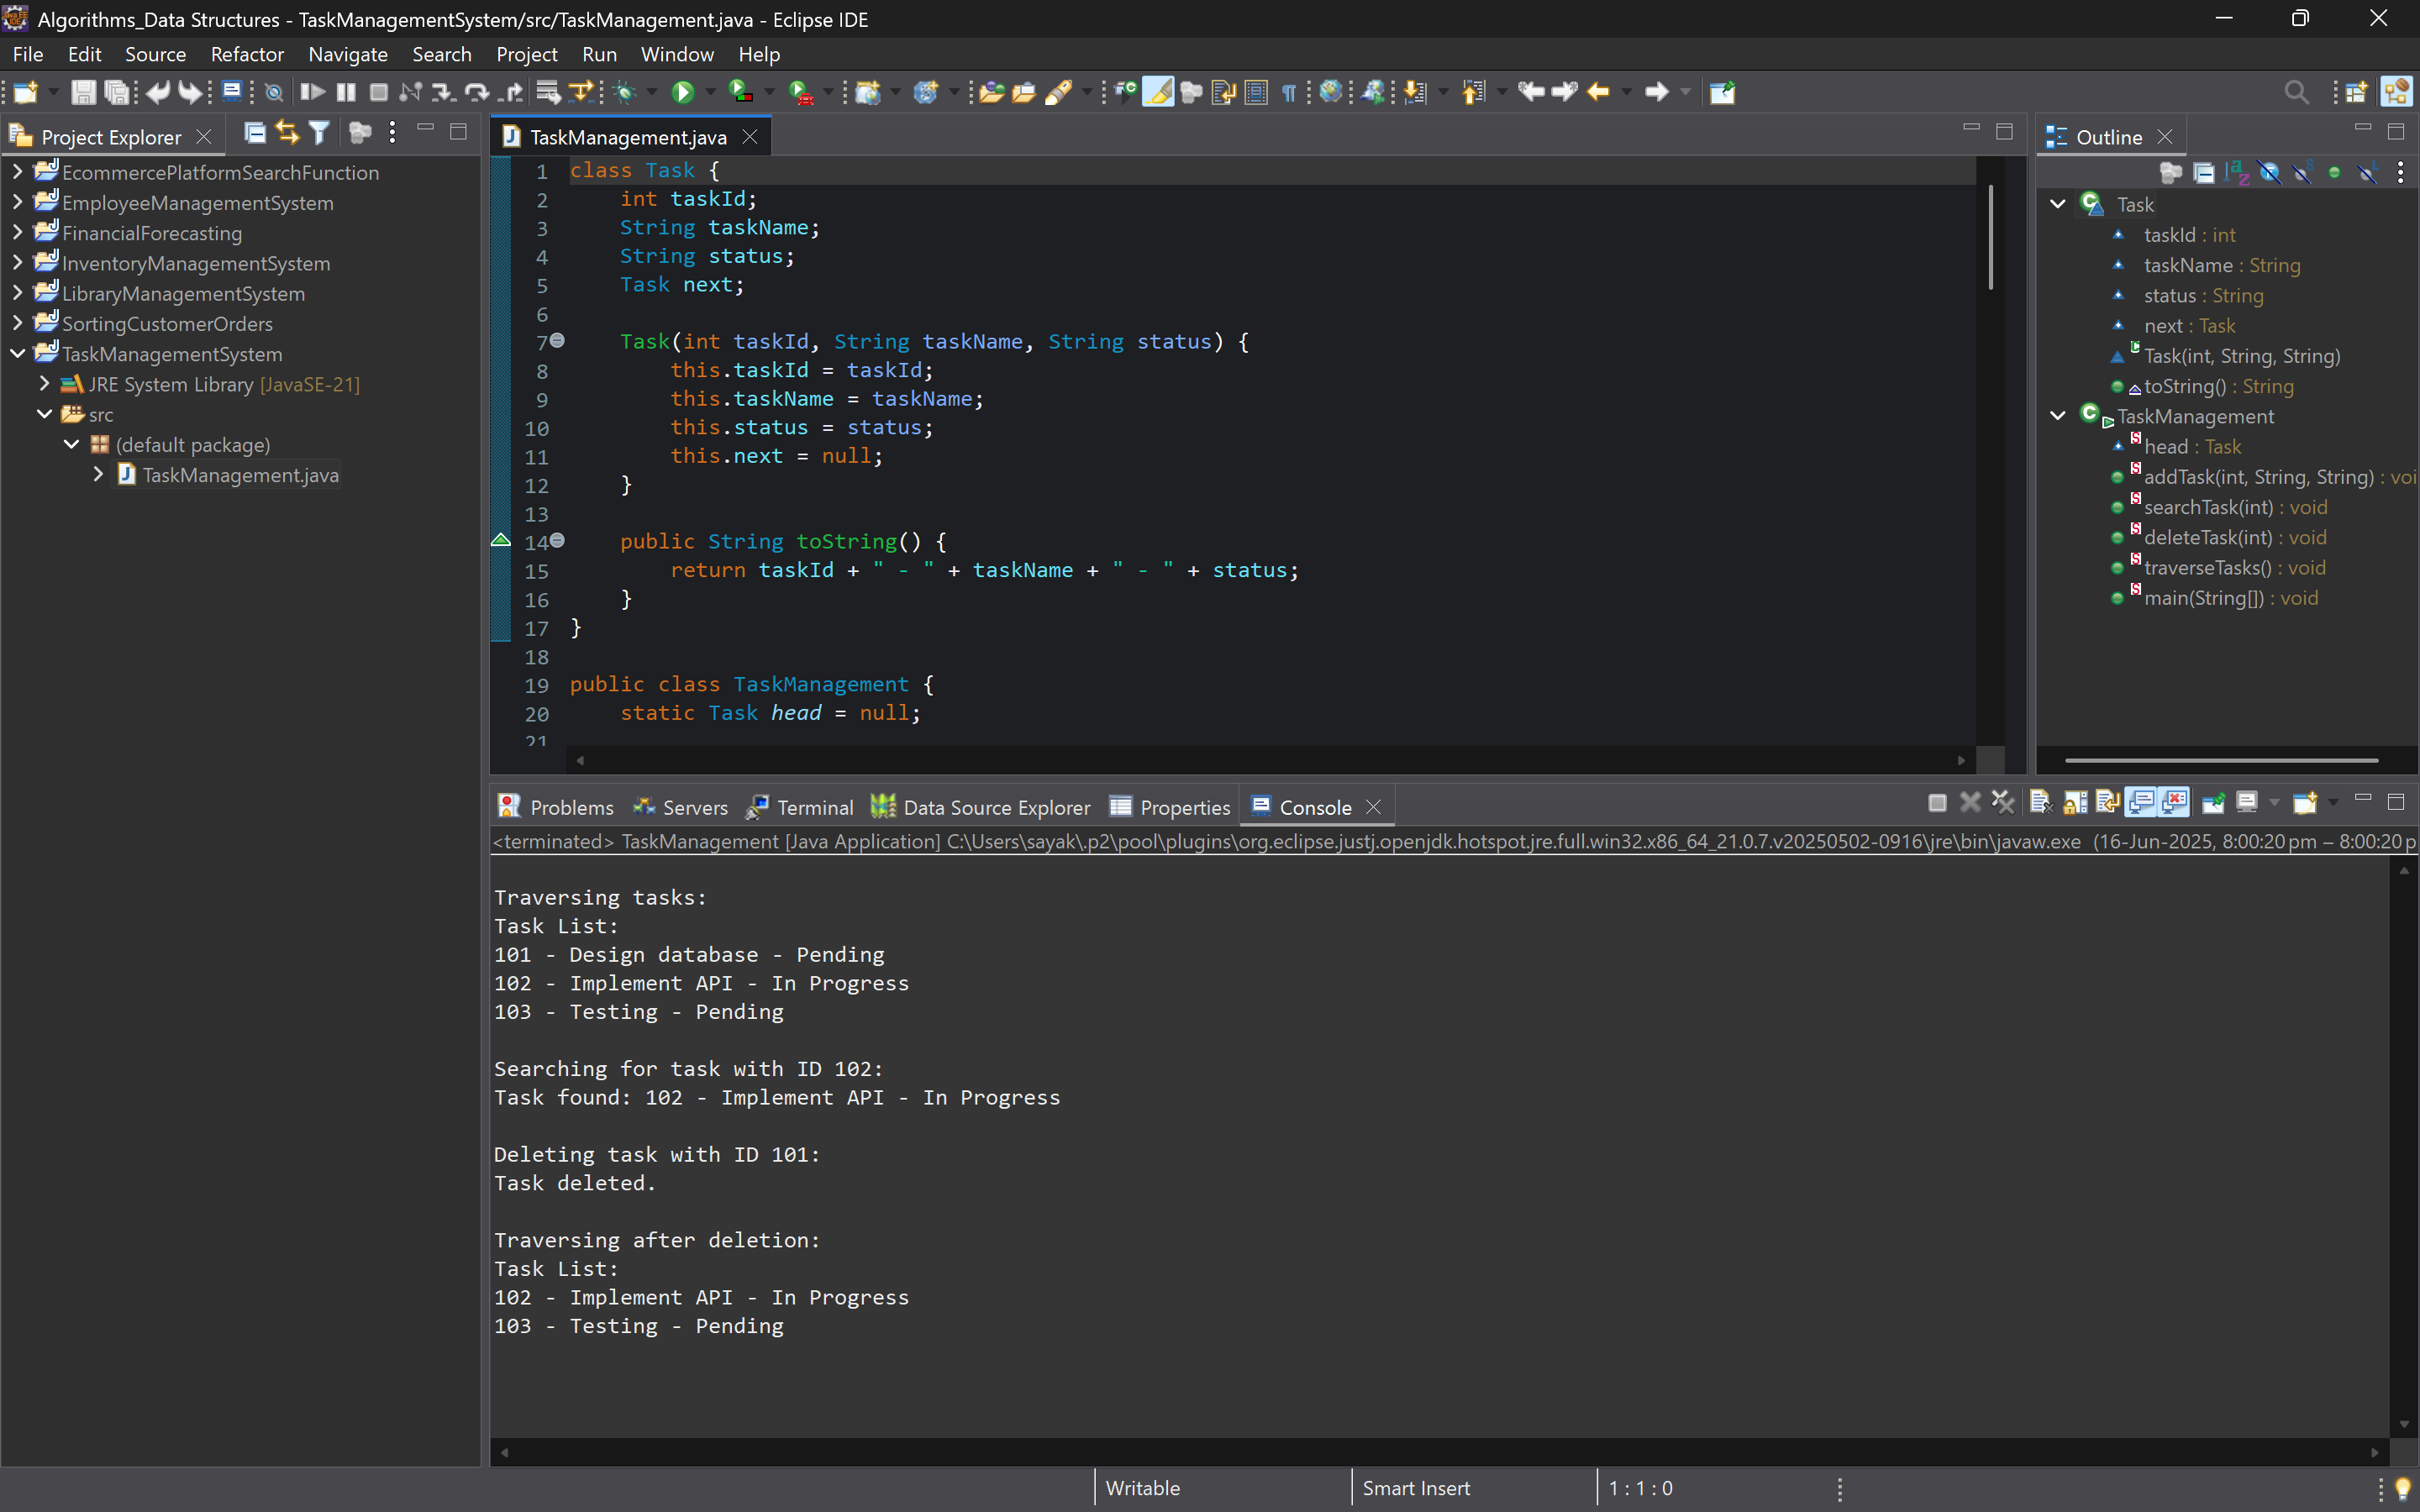 Algorithms_Data Structures - TaskManagementSystem/src/TaskManagement.java - Eclipse IDE
File Edit Source Refactor Navigate Search Project Run Window Help
Project Explorer
EcommercePlatformSearchFunction
EmployeeManagementSystem
FinancialForecasting
InventoryManagementSystem
LibraryManagementSystem
SortingCustomerOrders
TaskManagementSystem
JRE System Library [JavaSE-21]
src
(default package)
TaskManagement.java
TaskManagement.java
1 class Task {
2     int taskId;
3     String taskName;
4     String status;
5     Task next;
6
7     Task(int taskId, String taskName, String status) {
8         this.taskId = taskId;
9         this.taskName = taskName;
10         this.status = status;
11         this.next = null;
12     }
13
14     public String toString() {
15         return taskId + " - " + taskName + " - " + status;
16     }
17 }
18
19 public class TaskManagement {
20     static Task head = null;
21
Outline
Task
taskId : int
taskName : String
status : String
next : Task
Task(int, String, String)
toString() : String
TaskManagement
head : Task
addTask(int, String, String) : voi
searchTask(int) : void
deleteTask(int) : void
traverseTasks() : void
main(String[]) : void
Problems Servers Terminal Data Source Explorer Properties Console
<terminated> TaskManagement [Java Application] C:\Users\sayak\.p2\pool\plugins\org.eclipse.justj.openjdk.hotspot.jre.full.win32.x86_64_21.0.7.v20250502-0916\jre\bin\javaw.exe (16-Jun-2025, 8:00:20 pm – 8:00:20 p
Traversing tasks:
Task List:
101 - Design database - Pending
102 - Implement API - In Progress
103 - Testing - Pending
Searching for task with ID 102:
Task found: 102 - Implement API - In Progress
Deleting task with ID 101:
Task deleted.
Traversing after deletion:
Task List:
102 - Implement API - In Progress
103 - Testing - Pending
Writable Smart Insert 1 : 1 : 0